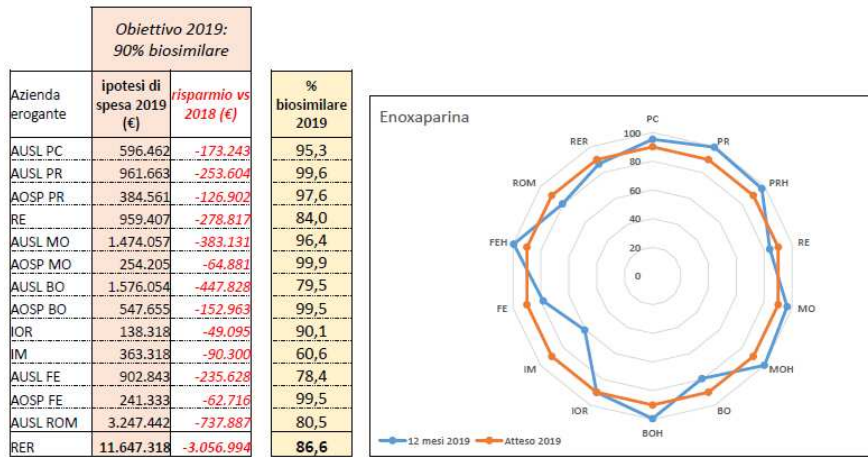 Obiettivo 2019:
90% biosimilare
Azienda
erogante
ipotesi di
spesa 2019
(€)
risparmio vs
2018 (€)
%
biosimilare
2019
AUSL PC 596.462 -173.243 95,3
AUSL PR 961.663 -253.604 99,6
AOSP PR 384.561 -126.902 97,6
RE 959.407 -278.817 84,0
AUSL MO 1.474.057 -383.131 96,4
AOSP MO 254.205 -64.881 99,9
AUSL BO 1.576.054 -447.828 79,5
AOSP BO 547.655 -152.963 99,5
IOR 138.318 -49.095 90,1
IM 363.318 -90.300 60,6
AUSL FE 902.843 -235.628 78,4
AOSP FE 241.333 -62.716 99,5
AUSL ROM 3.247.442 -737.887 80,5
RER 11.647.318 -3.056.994 86,6
Enoxaparina
PC
PR
PRH
RE
MO
MOH
BO
BOH
IOR
IM
FE
FEH
ROM
RER
100
80
60
40
20
0
12 mesi 2019
Atteso 2019